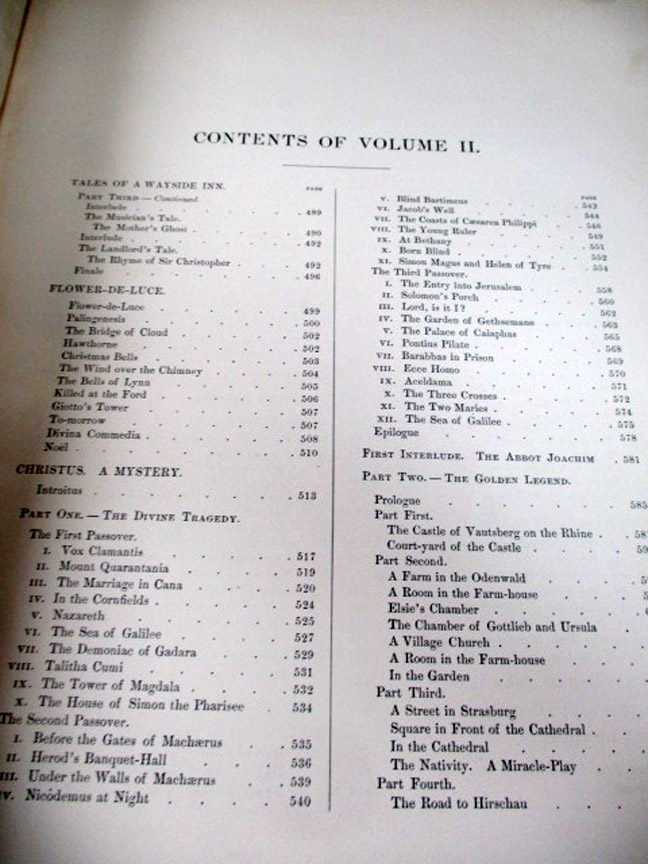 CONTENTS OF VOLUME II.
TALES OF A WAYSIDE INN.
PAGE
PART THIRD — Continued.
Interlude . . . . . 489
The Musician's Tale.
The Mother's Ghost . . . . 490
Interlude . . . . . 492
The Landlord's Tale.
The Rhyme of Sir Christopher . . . 492
Finale . . . . . 496
FLOWER-DE-LUCE.
Flower-de-Luce . . . . 499
Palingenesis . . . . 500
The Bridge of Cloud . . . . 502
Hawthorne . . . . 502
Christmas Bells . . . . 503
The Wind over the Chimney . . . 504
The Bells of Lynn . . . . 505
Killed at the Ford . . . . 506
Giotto's Tower . . . . 507
To-morrow . . . . 507
Divina Commedia . . . . 508
Noël . . . . . 510
CHRISTUS. A MYSTERY.
Introitus . . . . . 513
PART ONE. — THE DIVINE TRAGEDY.
The First Passover.
I. Vox Clamantis . . . . 517
II. Mount Quarantania . . . . 519
III. The Marriage in Cana . . . 520
IV. In the Cornfields . . . . 524
V. Nazareth . . . . 525
VI. The Sea of Galilee . . . . 527
VII. The Demoniac of Gadara . . . 529
VIII. Talitha Cumi . . . . 531
IX. The Tower of Magdala . . . 532
X. The House of Simon the Pharisee . . 534
The Second Passover.
I. Before the Gates of Machærus . . . 535
II. Herod's Banquet-Hall . . . 536
III. Under the Walls of Machærus . . 539
IV. Nicodemus at Night . . . . 540
PAGE
V. Blind Bartimeus . . . . 542
VI. Jacob's Well . . . . 544
VII. The Coasts of Cæsarea Philippi . . 546
VIII. The Young Ruler . . . . 549
IX. At Bethany . . . . 551
X. Born Blind . . . . 552
XI. Simon Magus and Helen of Tyre . . 554
The Third Passover.
I. The Entry into Jerusalem . . . 558
II. Solomon's Porch . . . . 560
III. Lord, is it I? . . . . 562
IV. The Garden of Gethsemane . . . 563
V. The Palace of Caiaphas . . . 565
VI. Pontius Pilate . . . . 568
VII. Barabbas in Prison . . . . 569
VIII. Ecce Homo . . . . 570
IX. Aceldama . . . . 571
X. The Three Crosses . . . . 572
XI. The Two Maries . . . . 574
XII. The Sea of Galilee . . . . 575
Epilogue . . . . . 578
FIRST INTERLUDE. THE ABBOT JOACHIM . 581
PART TWO. — THE GOLDEN LEGEND.
Prologue . . . . . 585
Part First.
The Castle of Vautsberg on the Rhine . .
Court-yard of the Castle . . . .
Part Second.
A Farm in the Odenwald . . .
A Room in the Farm-house . . .
Elsie's Chamber . . . .
The Chamber of Gottlieb and Ursula . .
A Village Church . . . .
A Room in the Farm-house . . .
In the Garden . . . .
Part Third.
A Street in Strasburg . . . .
Square in Front of the Cathedral . .
In the Cathedral . . . .
The Nativity. A Miracle-Play . .
Part Fourth.
The Road to Hirschau . . .